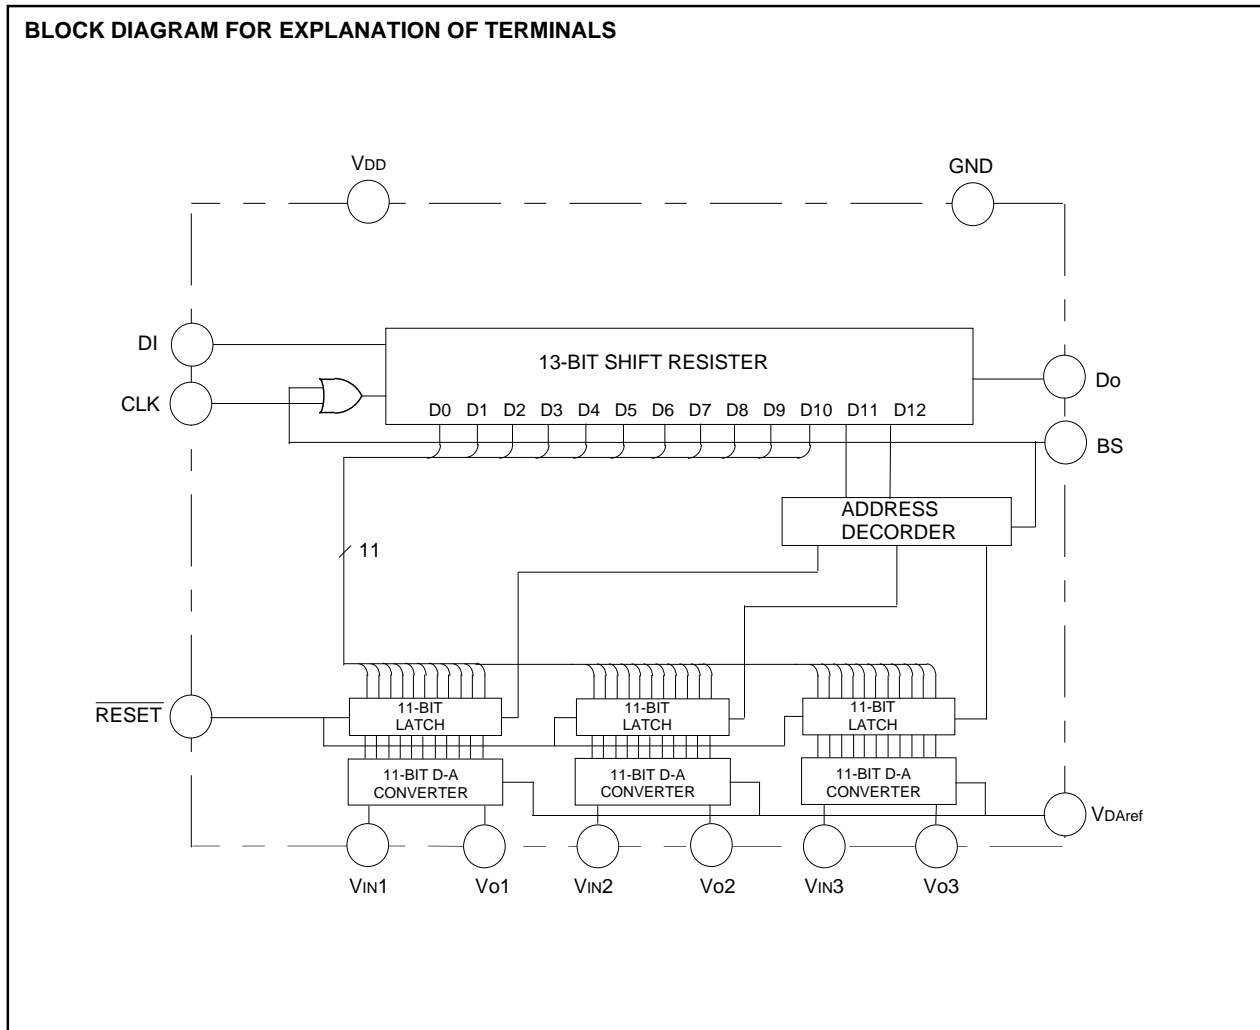 BLOCK DIAGRAM FOR EXPLANATION OF TERMINALS
VDD
GND
DI
13-BIT SHIFT RESISTER
Do
CLK
D0 D1 D2 D3 D4 D5 D6 D7 D8 D9 D10 D11 D12
BS
ADDRESS
DECORDER
11
RESET
11-BIT
LATCH
11-BIT
LATCH
11-BIT
LATCH
11-BIT D-A
CONVERTER
11-BIT D-A
CONVERTER
11-BIT D-A
CONVERTER
VDAref
VIN1
Vo1
VIN2
Vo2
VIN3
Vo3